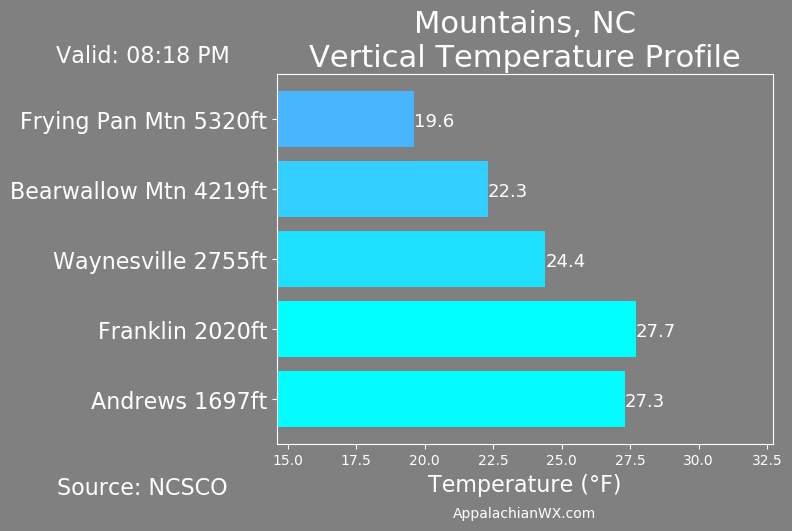 Mountains, NC
Vertical Temperature Profile
Valid: 08:18 PM
Frying Pan Mtn 5320ft
19.6
Bearwallow Mtn 4219ft
22.3
Waynesville 2755ft
24.4
Franklin 2020ft
27.7
Andrews 1697ft
27.3
15.0 17.5 20.0 22.5 25.0 27.5 30.0 32.5
Temperature (°F)
Source: NCSCO
AppalachianWX.com